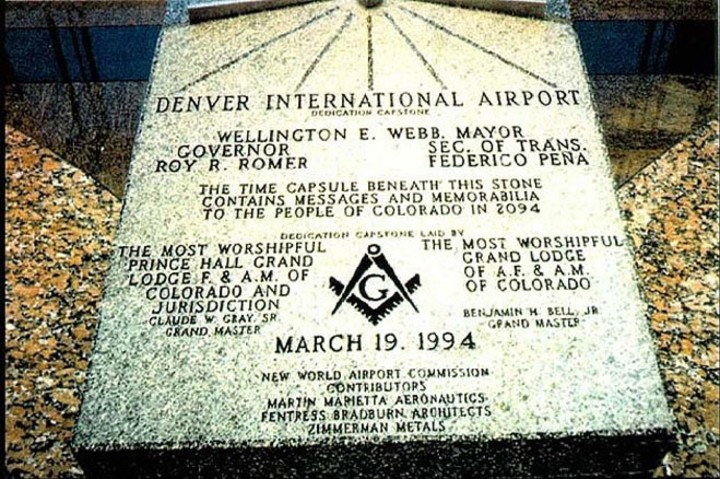 DENVER INTERNATIONAL AIRPORT
DEDICATION CAPSTONE
WELLINGTON E. WEBB. MAYOR
GOVERNOR
ROY R. ROMER
SEC. OF TRANS.
FEDERICO PEÑA
THE TIME CAPSULE BENEATH THIS STONE
CONTAINS MESSAGES AND MEMORABILIA
TO THE PEOPLE OF COLORADO IN 2094
DEDICATION CAPSTONE LAID BY
THE MOST WORSHIPFUL
PRINCE HALL GRAND
LODGE F. & A.M. OF
COLORADO AND
JURISDICTION
CLAUDE W. GRAY, SR.
GRAND MASTER
G
THE MOST WORSHIPFUL
GRAND LODGE
OF A.F. & A.M.
OF COLORADO
BENJAMIN H. BELL, JR
GRAND MASTER
MARCH 19, 1994
NEW WORLD AIRPORT COMMISSION
CONTRIBUTORS
MARTIN MARIETTA AERONAUTICS
FENTRESS BRADBURN ARCHITECTS
ZIMMERMAN METALS